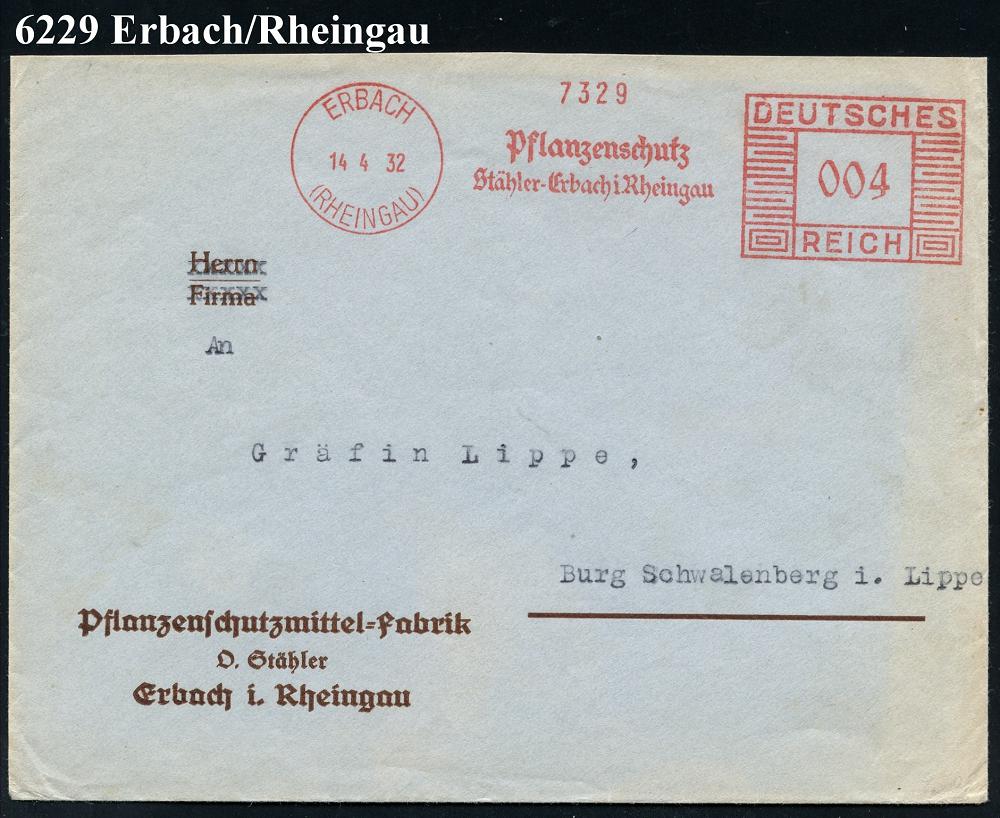 6229 Erbach/Rheingau
ERBACH
14 4 32
(RHEINGAU)
7329
Pflanzenschutz
Stähler-Erbach i. Rheingau
DEUTSCHES
004
REICH
Herrn
Firma
An
Gräfin Lippe,
Burg Schwalenberg i. Lippe
Pflanzenſchutzmittel=Fabrik
O. Stähler
Erbach i. Rheingau